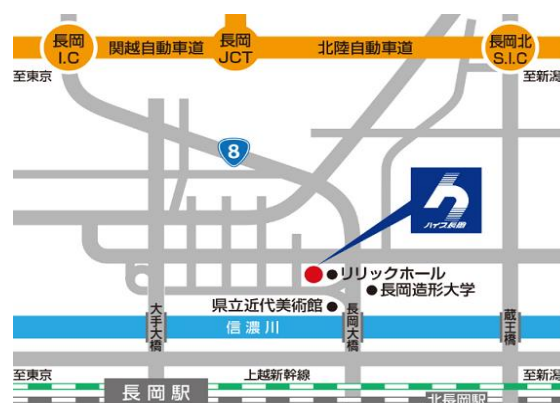 長岡
I.C
関越自動車道
長岡
JCT
北陸自動車道
長岡北
S.I.C
至東京
至新潟
8
ハイブ長岡
リリックホール
長岡造形大学
県立近代美術館
大手大橋
信濃川
長岡大橋
蔵王橋
至東京
上越新幹線
至新潟
長岡駅
北長岡駅